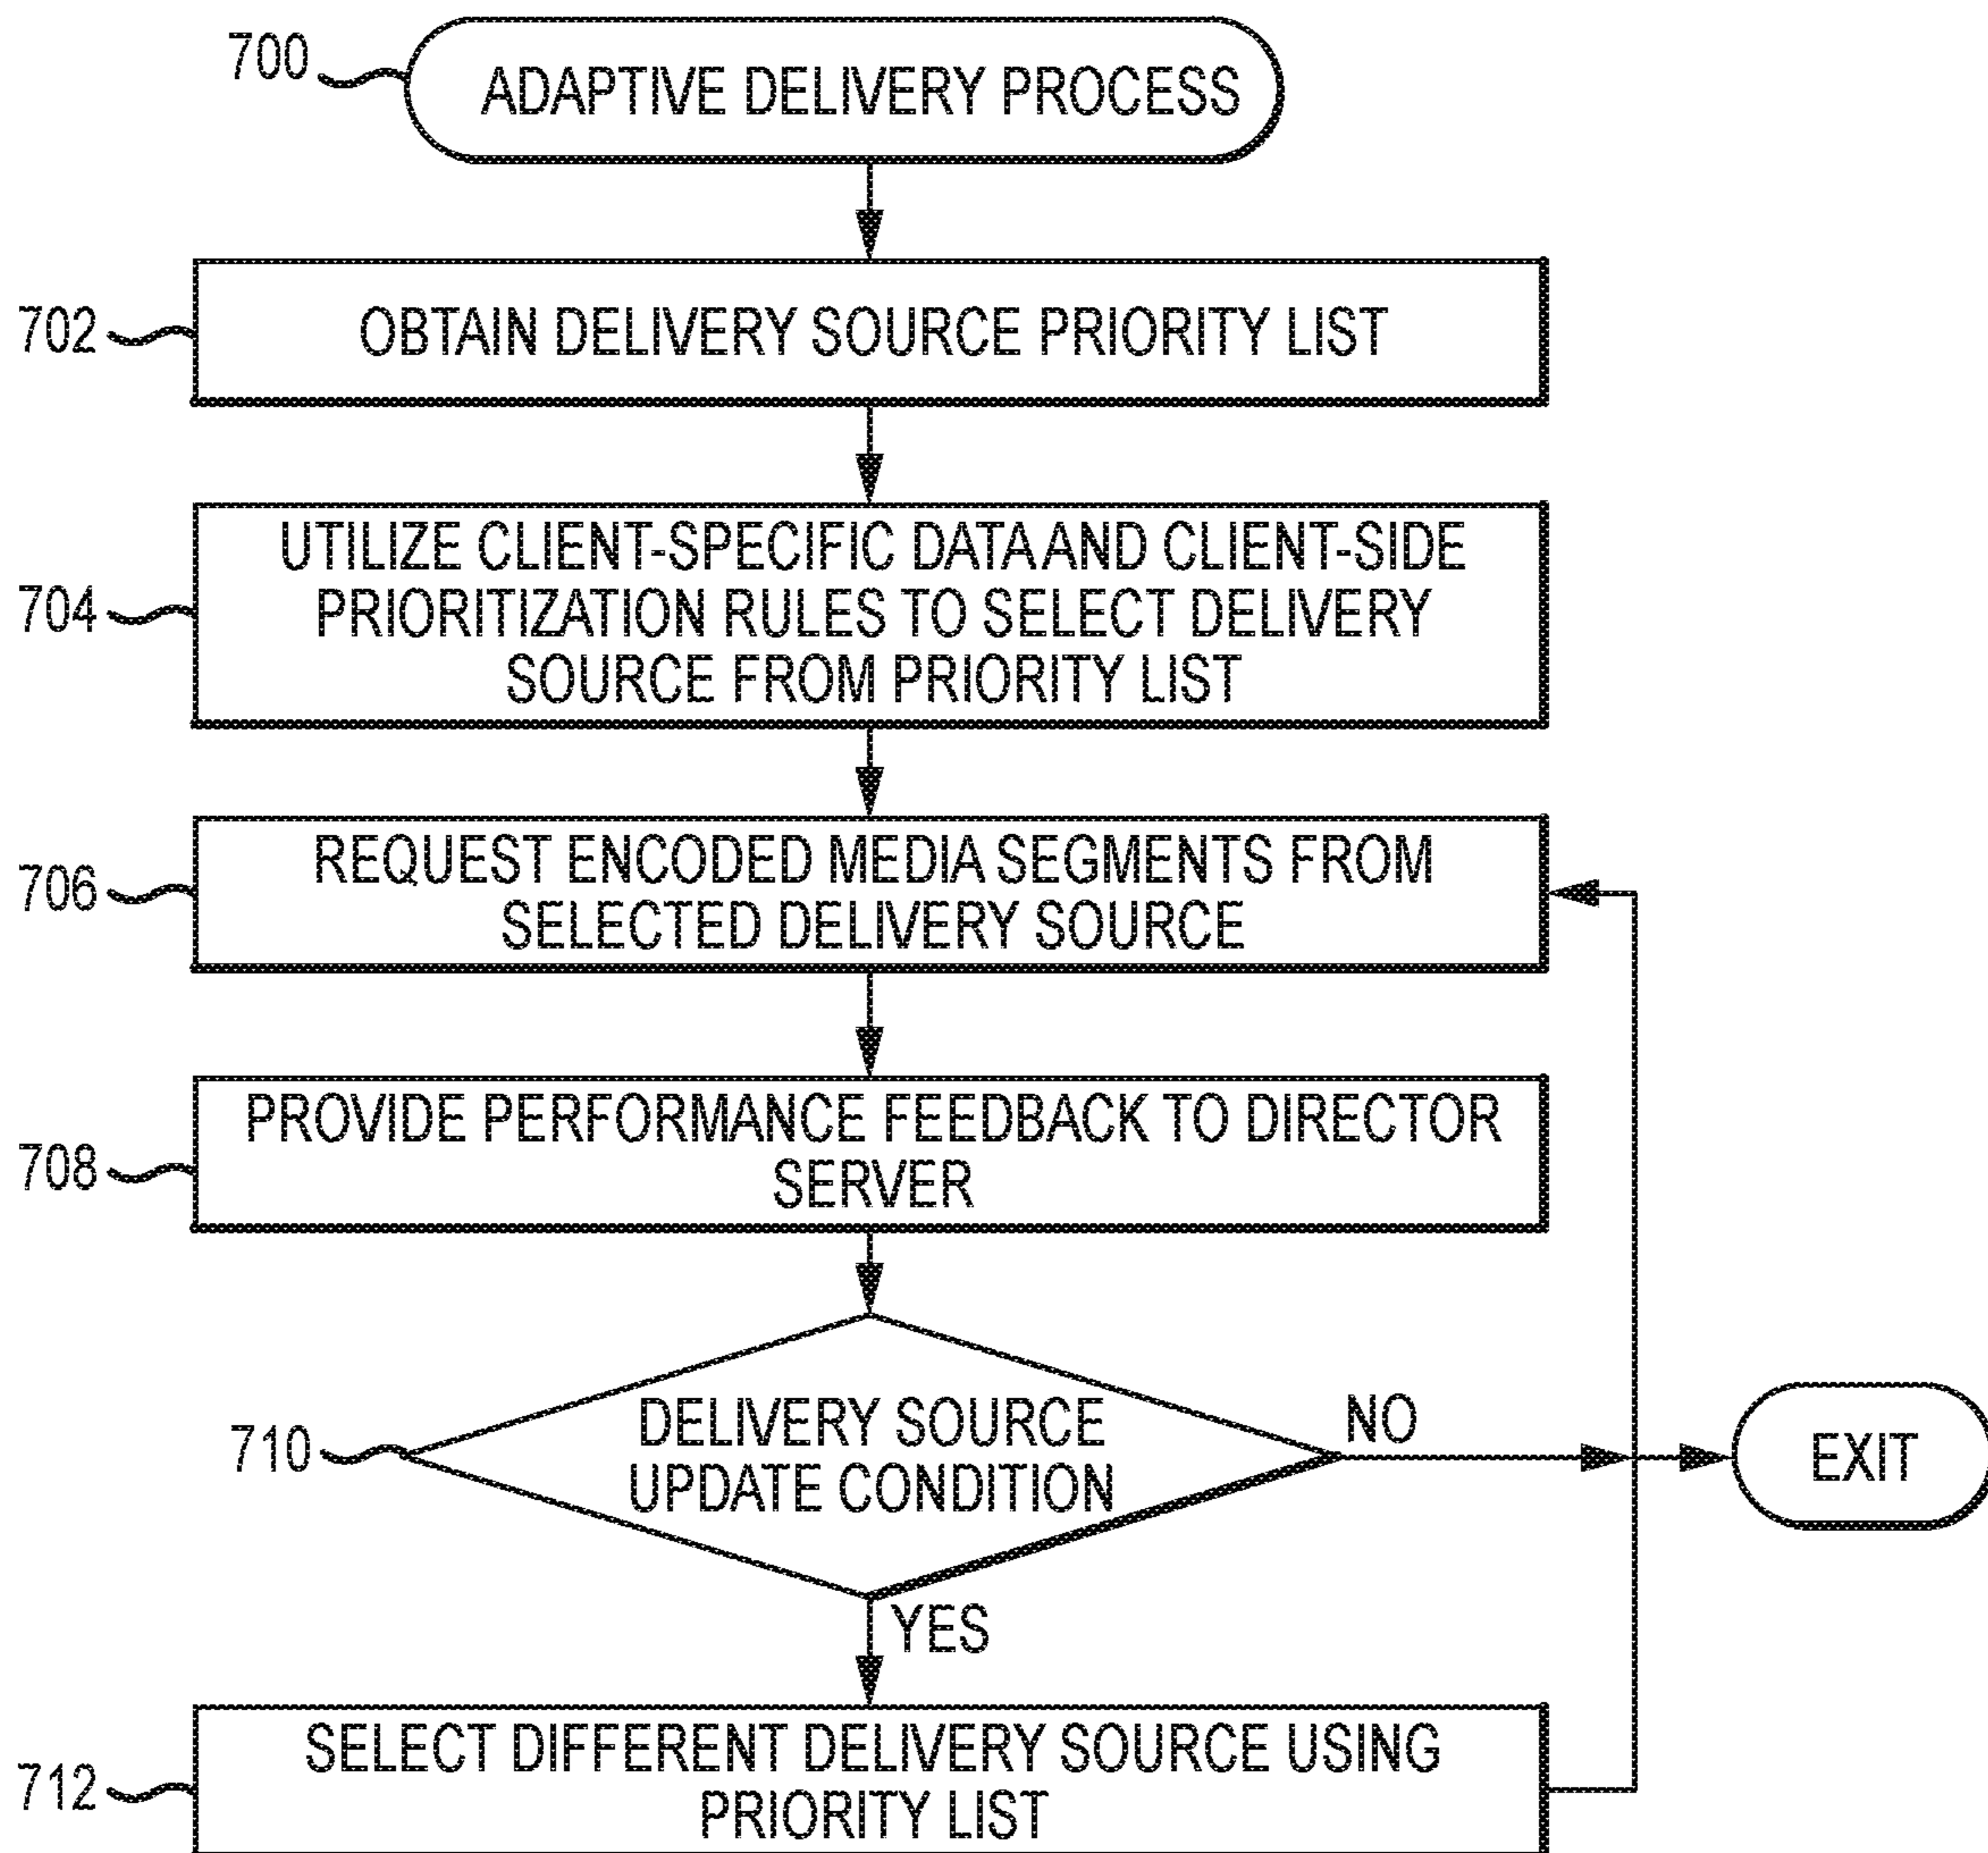 700
ADAPTIVE DELIVERY PROCESS
702
OBTAIN DELIVERY SOURCE PRIORITY LIST
704
UTILIZE CLIENT-SPECIFIC DATA AND CLIENT-SIDE
PRIORITIZATION RULES TO SELECT DELIVERY
SOURCE FROM PRIORITY LIST
706
REQUEST ENCODED MEDIA SEGMENTS FROM
SELECTED DELIVERY SOURCE
708
PROVIDE PERFORMANCE FEEDBACK TO DIRECTOR
SERVER
710
DELIVERY SOURCE
UPDATE CONDITION
NO
EXIT
YES
712
SELECT DIFFERENT DELIVERY SOURCE USING
PRIORITY LIST